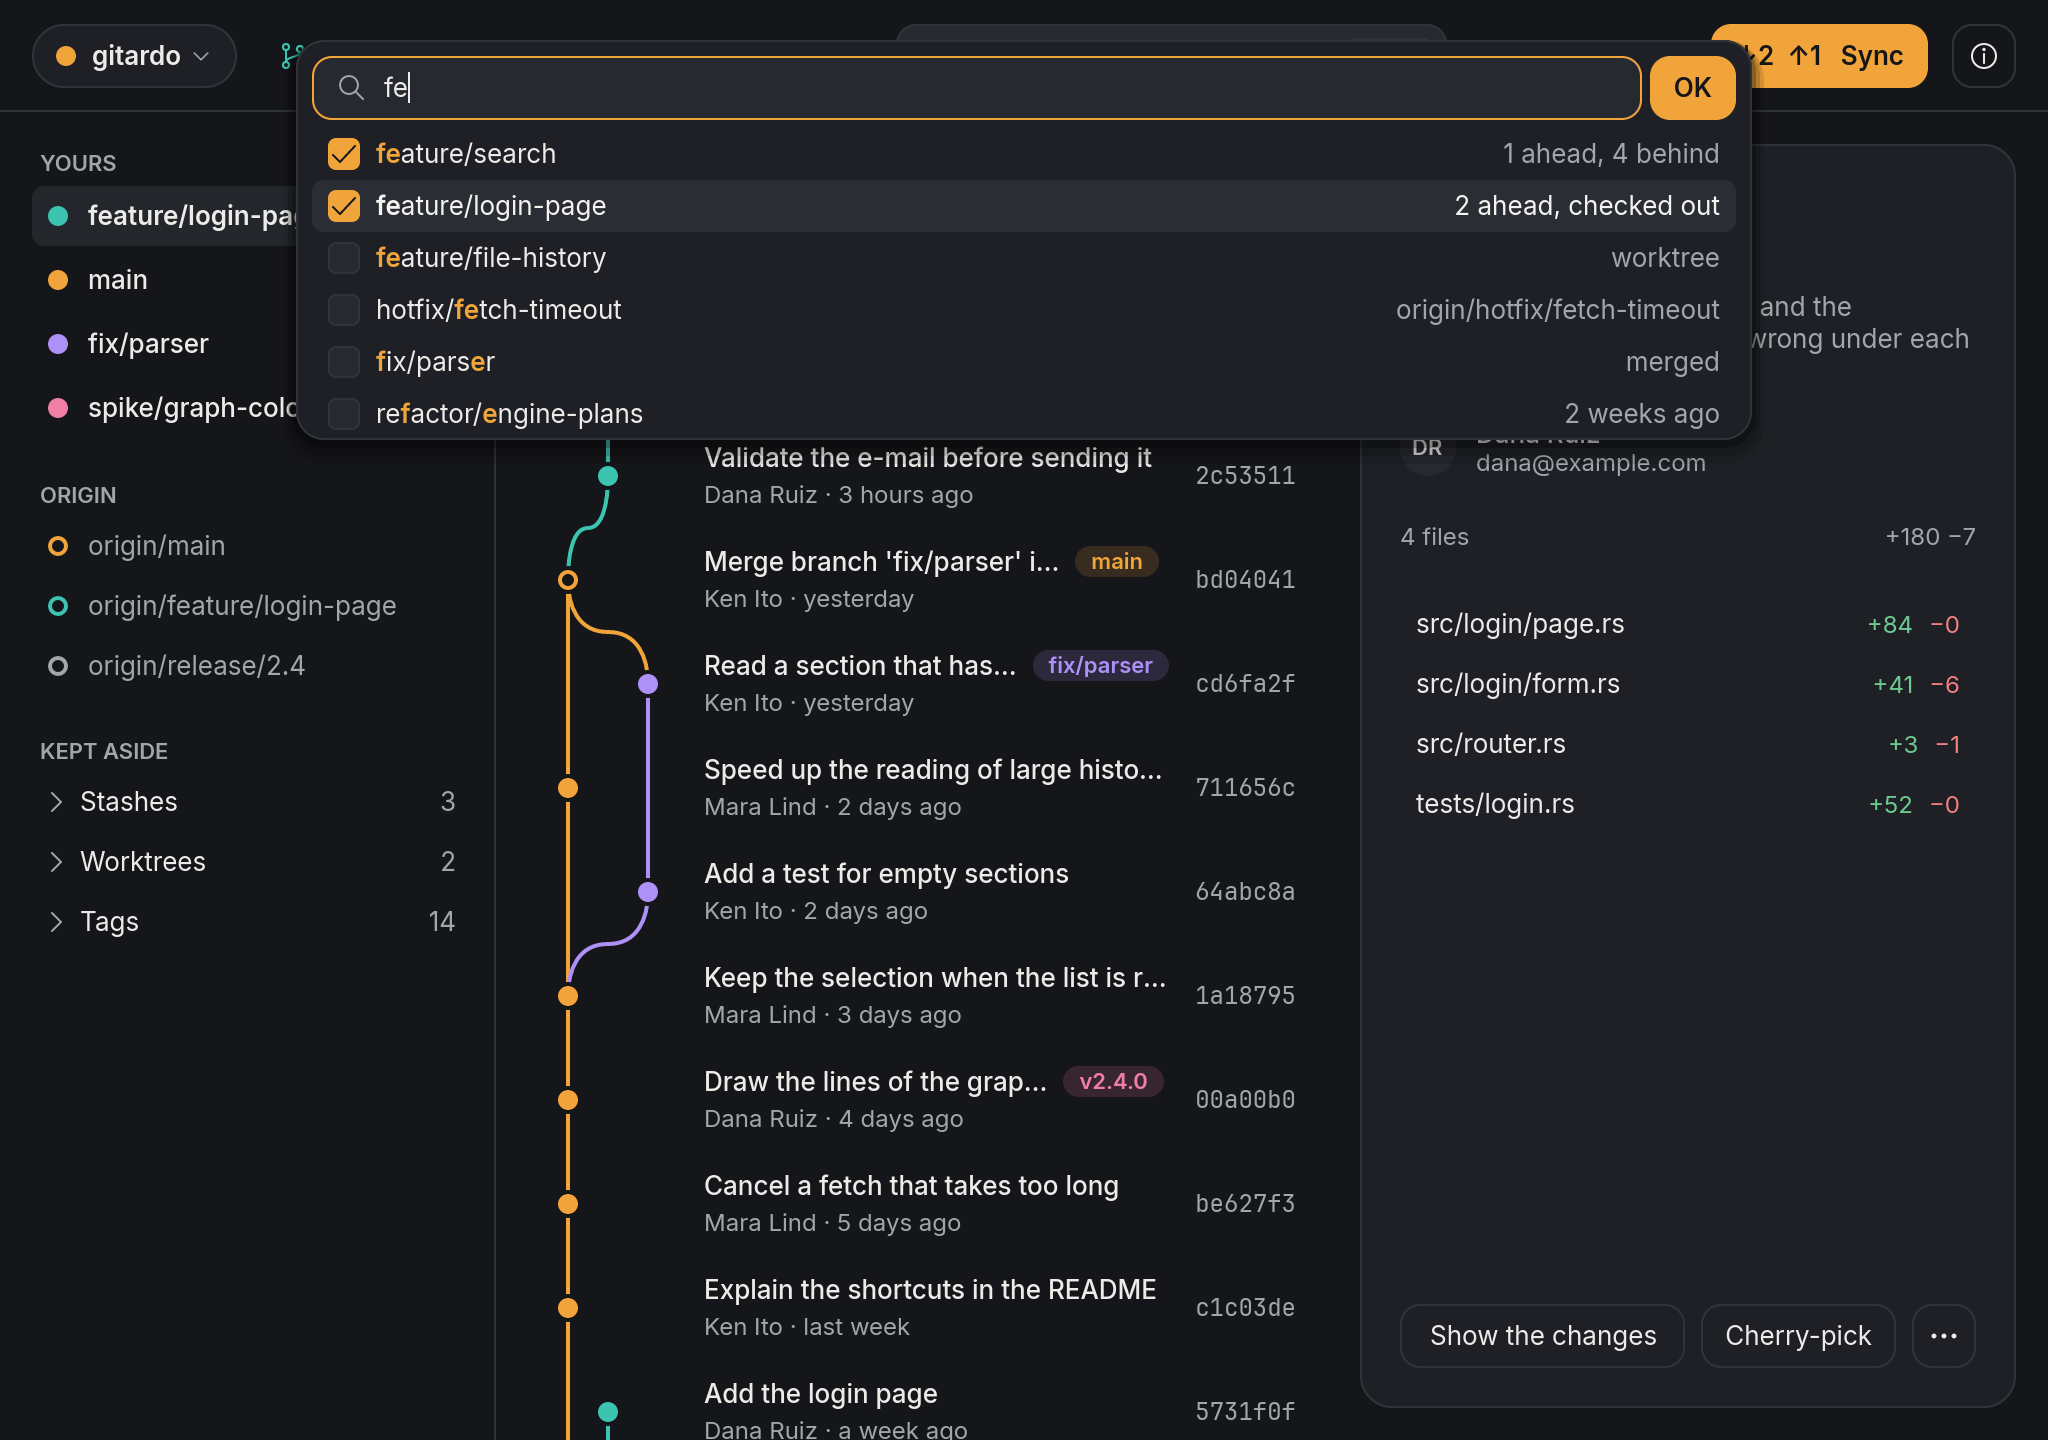 gitardo
2 ↑1 Sync
fe
OK
feature/search 1 ahead, 4 behind
feature/login-page 2 ahead, checked out
feature/file-history worktree
hotfix/fetch-timeout origin/hotfix/fetch-timeout
fix/parser merged
refactor/engine-plans 2 weeks ago
YOURS
feature/login-pa
main
fix/parser
spike/graph-colo
ORIGIN
origin/main
origin/feature/login-page
origin/release/2.4
KEPT ASIDE
Stashes 3
Worktrees 2
Tags 14
Validate the e-mail before sending it
Dana Ruiz · 3 hours ago
2c53511
Merge branch 'fix/parser' i... main
Ken Ito · yesterday
bd04041
Read a section that has... fix/parser
Ken Ito · yesterday
cd6fa2f
Speed up the reading of large histo...
Mara Lind · 2 days ago
711656c
Add a test for empty sections
Ken Ito · 2 days ago
64abc8a
Keep the selection when the list is r...
Mara Lind · 3 days ago
1a18795
Draw the lines of the grap... v2.4.0
Dana Ruiz · 4 days ago
00a00b0
Cancel a fetch that takes too long
Mara Lind · 5 days ago
be627f3
Explain the shortcuts in the README
Ken Ito · last week
c1c03de
Add the login page
Dana Ruiz · a week ago
5731f0f
and the
wrong under each
DR
Dana Ruiz
dana@example.com
4 files +180 −7
src/login/page.rs +84 −0
src/login/form.rs +41 −6
src/router.rs +3 −1
tests/login.rs +52 −0
Show the changes
Cherry-pick